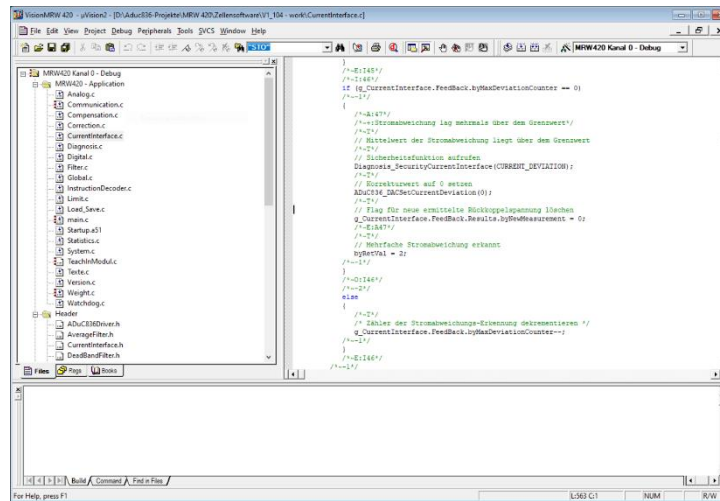 VisionMRW 420 - µVision2 - [D:\Aduc836-Projekte\MRW 420\Zellensoftware\V1_104 - work\CurrentInterface.c]
File Edit View Project Debug Peripherals Tools SVCS Window Help
"STO"
MRW420 Kanal 0 - Debug
MRW420 Kanal 0 - Debug
MRW420 - Application
Analog.c
Communication.c
Compensation.c
Correction.c
CurrentInterface.c
Diagnosis.c
Digital.c
Filter.c
Global.c
InstructionDecoder.c
Limit.c
Load_Save.c
main.c
Startup.a51
Statistics.c
System.c
TeachInModul.c
Texte.c
Version.c
Weight.c
Watchdog.c
Header
ADuC836Driver.h
AverageFilter.h
CurrentInterface.h
DeadBandFilter.h
Files Regs Books
}
/*~E:I45*/
/*~I:46*/
if (g_CurrentInterface.FeedBack.byMaxDeviationCounter == 0)
/*~-1*/
{
/*~A:47*/
/*~+:Stromabweichung lag mehrmals über dem Grenzwert*/
/*~T*/
// Mittelwert der Stromabweichung liegt über dem Grenzwert
/*~T*/
// Sicherheitsfunktion aufrufen
Diagnosis_SecurityCurrentInterface(CURRENT_DEVIATION);
/*~T*/
// Korrekturwert auf 0 setzen
ADuC836_DACSetCurrentDeviation(0);
/*~T*/
// Flag für neue ermittelte Rückkoppelspannung löschen
g_CurrentInterface.FeedBack.Results.byNewMeasurement = 0;
/*~E:A47*/
/*~T*/
// Mehrfache Stromabweichung erkannt
byRetVal = 2;
/*~-1*/
}
/*~O:I46*/
/*~-2*/
else
{
/*~T*/
/* Zähler der Stromabweichungs-Erkennung dekrementieren */
g_CurrentInterface.FeedBack.byMaxDeviationCounter--;
/*~-1*/
}
/*~E:I46*/
/*~-1*/
Build Command Find in Files
For Help, press F1
L:563 C:1 NUM R/W